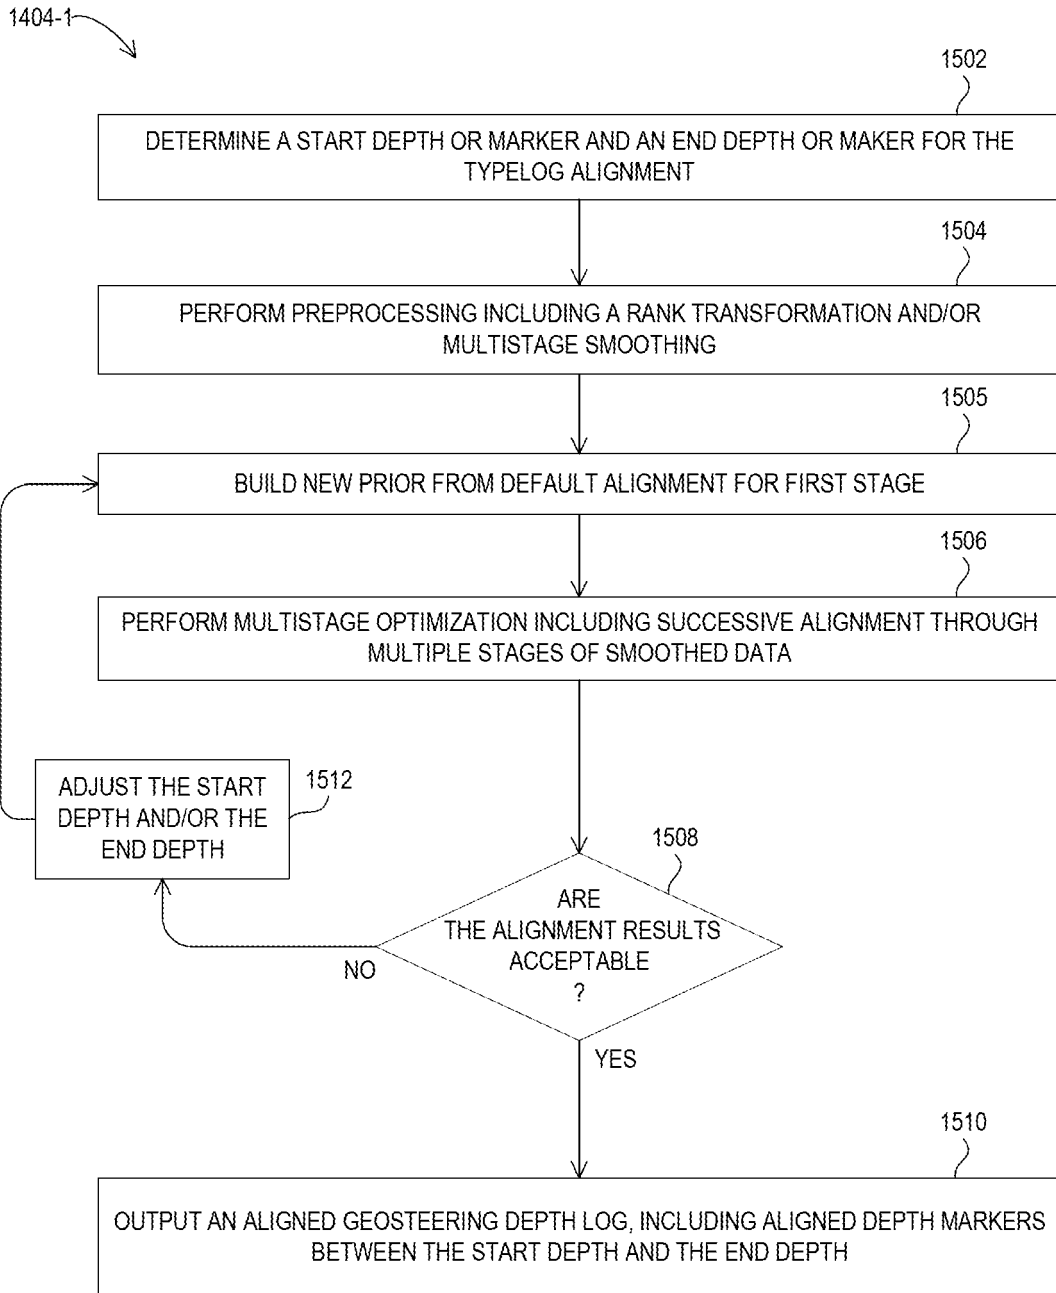 1404-1
1502
DETERMINE A START DEPTH OR MARKER AND AN END DEPTH OR MAKER FOR THE
TYPELOG ALIGNMENT
1504
PERFORM PREPROCESSING INCLUDING A RANK TRANSFORMATION AND/OR
MULTISTAGE SMOOTHING
1505
BUILD NEW PRIOR FROM DEFAULT ALIGNMENT FOR FIRST STAGE
1506
PERFORM MULTISTAGE OPTIMIZATION INCLUDING SUCCESSIVE ALIGNMENT THROUGH
MULTIPLE STAGES OF SMOOTHED DATA
ADJUST THE START
DEPTH AND/OR THE
END DEPTH
1512
1508
ARE
THE ALIGNMENT RESULTS
ACCEPTABLE
?
NO
YES
1510
OUTPUT AN ALIGNED GEOSTEERING DEPTH LOG, INCLUDING ALIGNED DEPTH MARKERS
BETWEEN THE START DEPTH AND THE END DEPTH